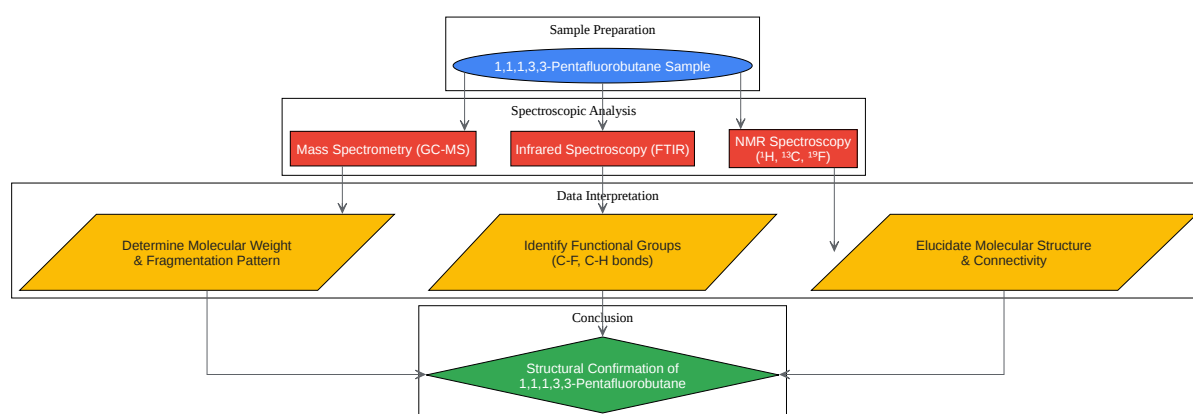 Sample Preparation
1,1,1,3,3-Pentafluorobutane Sample
Spectroscopic Analysis
Mass Spectrometry (GC-MS)
Infrared Spectroscopy (FTIR)
NMR Spectroscopy
(¹H, ¹³C, ¹⁹F)
Data Interpretation
Determine Molecular Weight
& Fragmentation Pattern
Identify Functional Groups
(C-F, C-H bonds)
Elucidate Molecular Structure
& Connectivity
Conclusion
Structural Confirmation of
1,1,1,3,3-Pentafluorobutane